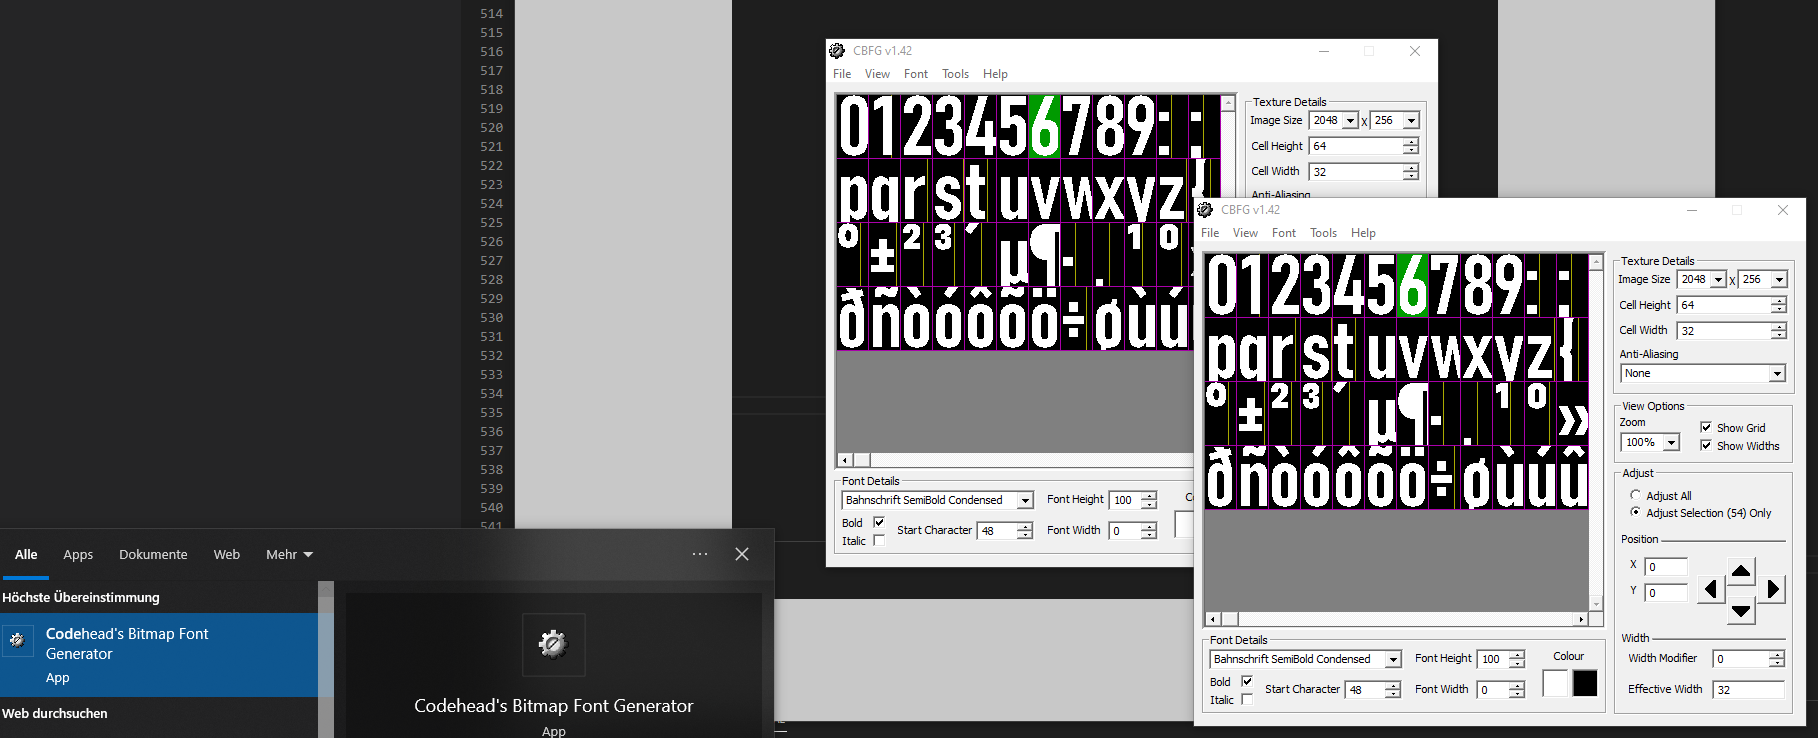 514
515
516
517
518
519
520
521
522
523
524
525
526
527
528
529
530
531
532
533
534
535
536
537
538
539
540
541
CBFG v1.42
File View Font Tools Help
0123456789:;
pqrstuvwxyz{
º±²³´µ¶·¸¹º
ðñòóôõö÷øùú
Texture Details
Image Size 2048 X 256
Cell Height 64
Cell Width 32
Anti-Aliasing
Font Details
Bahnschrift SemiBold Condensed
Font Height 100
Bold
Start Character 48
Font Width 0
Italic
CBFG v1.42
File View Font Tools Help
0123456789:;
pqrstuvwxyz{
º±²³´µ¶·¸¹º»
ðñòóôõö÷øùúû
Texture Details
Image Size 2048 X 256
Cell Height 64
Cell Width 32
Anti-Aliasing
None
View Options
Zoom
100%
Show Grid
Show Widths
Adjust
Adjust All
Adjust Selection (54) Only
Position
X 0
Y 0
Width
Width Modifier 0
Effective Width 32
Font Details
Bahnschrift SemiBold Condensed
Font Height 100
Colour
Bold
Start Character 48
Font Width 0
Italic
Alle Apps Dokumente Web Mehr
Höchste Übereinstimmung
Codehead's Bitmap Font
Generator
App
Web durchsuchen
Codehead's Bitmap Font Generator
App